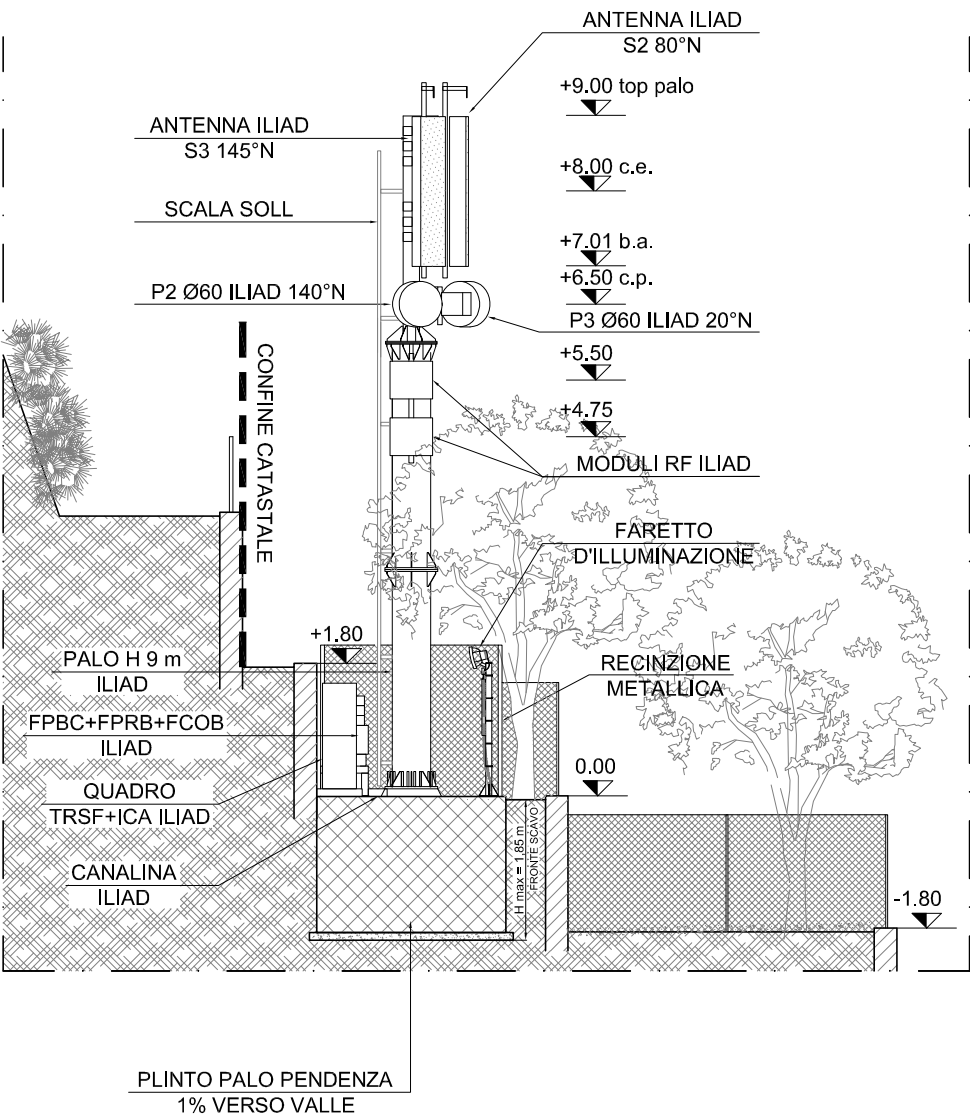 ANTENNA ILIAD
S2 80°N
+9.00 top palo
ANTENNA ILIAD
S3 145°N
+8.00 c.e.
SCALA SOLL
+7.01 b.a.
+6.50 c.p.
P2 Ø60 ILIAD 140°N
P3 Ø60 ILIAD 20°N
CONFINE CATASTALE
+5.50
+4.75
MODULI RF ILIAD
FARETTO
D'ILLUMINAZIONE
+1.80
PALO H 9 m
ILIAD
RECINZIONE
METALLICA
FPBC+FPRB+FCOB
ILIAD
0.00
QUADRO
TRSF+ICA ILIAD
H max = 1,85 m
FRONTE SCAVO
CANALINA
ILIAD
-1.80
PLINTO PALO PENDENZA
1% VERSO VALLE